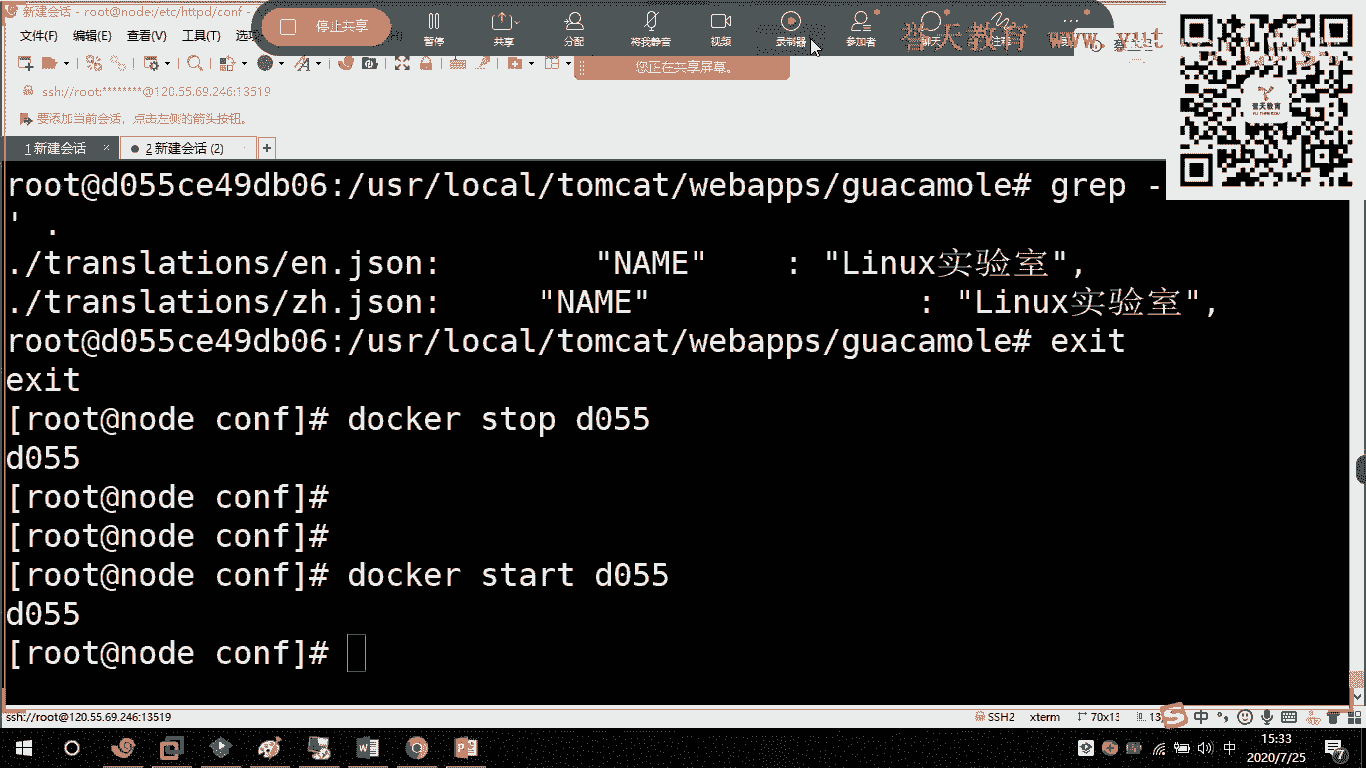 新建会话 - root@node:/etc/httpd/conf -
停止共享
暂停
共享
分配
将我静音
视频
录制器
参加者
聊天
注释
誉天教育 www.yut
文件(F) 编辑(E) 查看(V) 工具(T)
您正在共享屏幕。
ssh://root:********@120.55.69.246:13519
要添加当前会话，点击左侧的箭头按钮。
1 新建会话
2 新建会话 (2)
誉天教育
root@d055ce49db06:/usr/local/tomcat/webapps/guacamole# grep -
' .
./translations/en.json: "NAME" : "Linux实验室",
./translations/zh.json: "NAME" : "Linux实验室",
root@d055ce49db06:/usr/local/tomcat/webapps/guacamole# exit
exit
[root@node conf]# docker stop d055
d055
[root@node conf]#
[root@node conf]#
[root@node conf]# docker start d055
d055
[root@node conf]#
ssh://root@120.55.69.246:13519
SSH2 xterm 70x13
中
中
15:33
2020/7/25